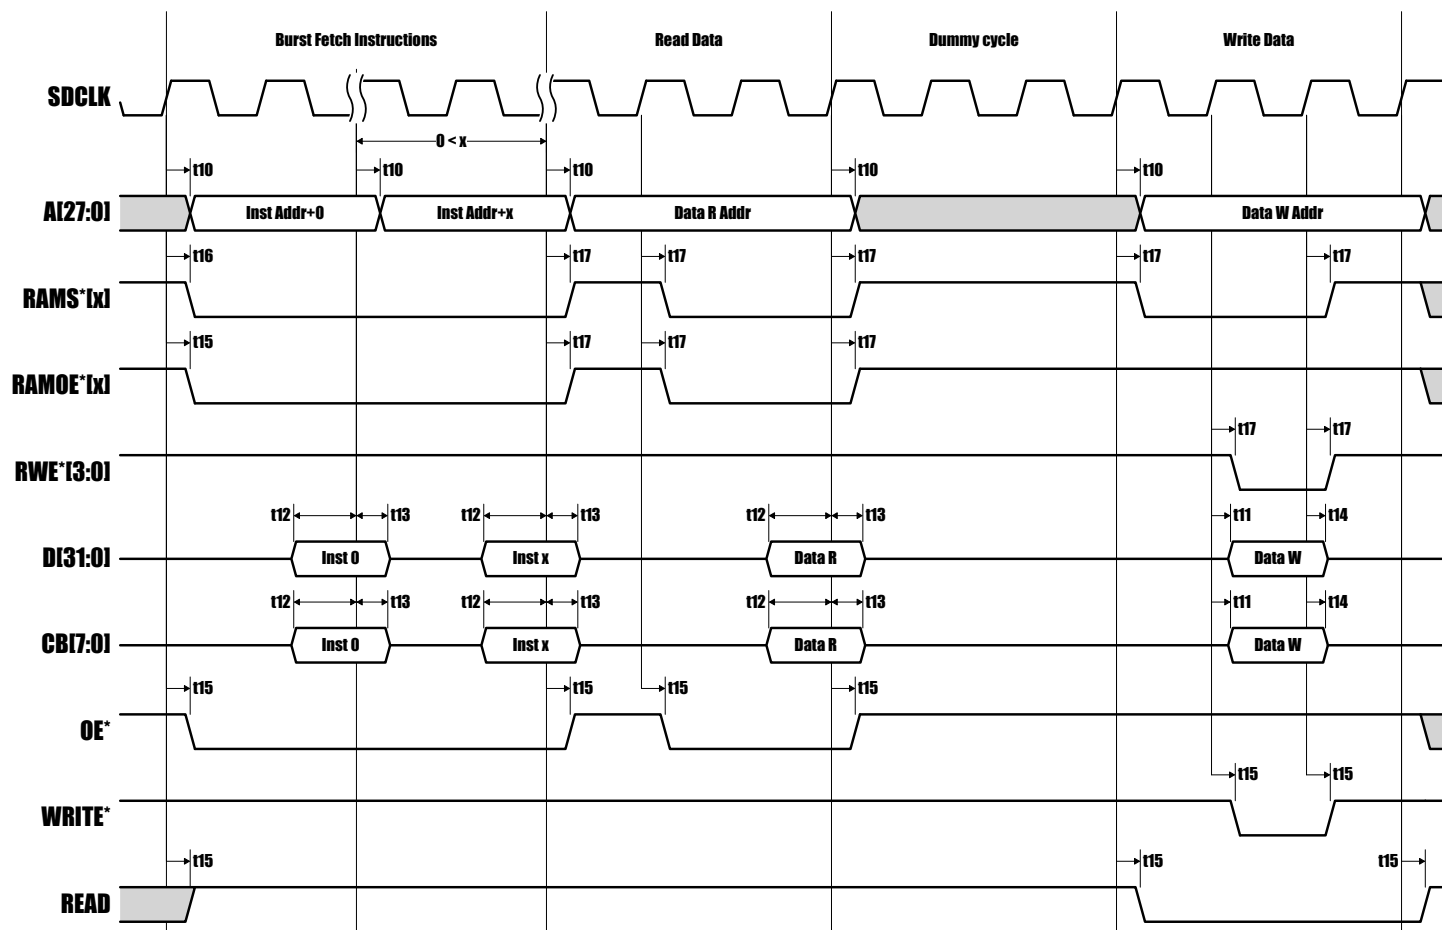 Burst Fetch Instructions Read Data Dummy cycle Write Data
SDCLK
0 < x
t10 t10 t10 t10 t10
A[27:0] Inst Addr+0 Inst Addr+x Data R Addr Data W Addr
t16 t17 t17 t17 t17 t17
RAMS*[x]
t15 t17 t17 t17
RAMOE*[x]
t17 t17
RWE*[3:0]
t12 t13 t12 t13 t12 t13 t11 t14
D[31:0] Inst 0 Inst x Data R Data W
t12 t13 t12 t13 t12 t13 t11 t14
CB[7:0] Inst 0 Inst x Data R Data W
t15 t15 t15 t15
OE*
t15 t15
WRITE*
t15 t15 t15
READ